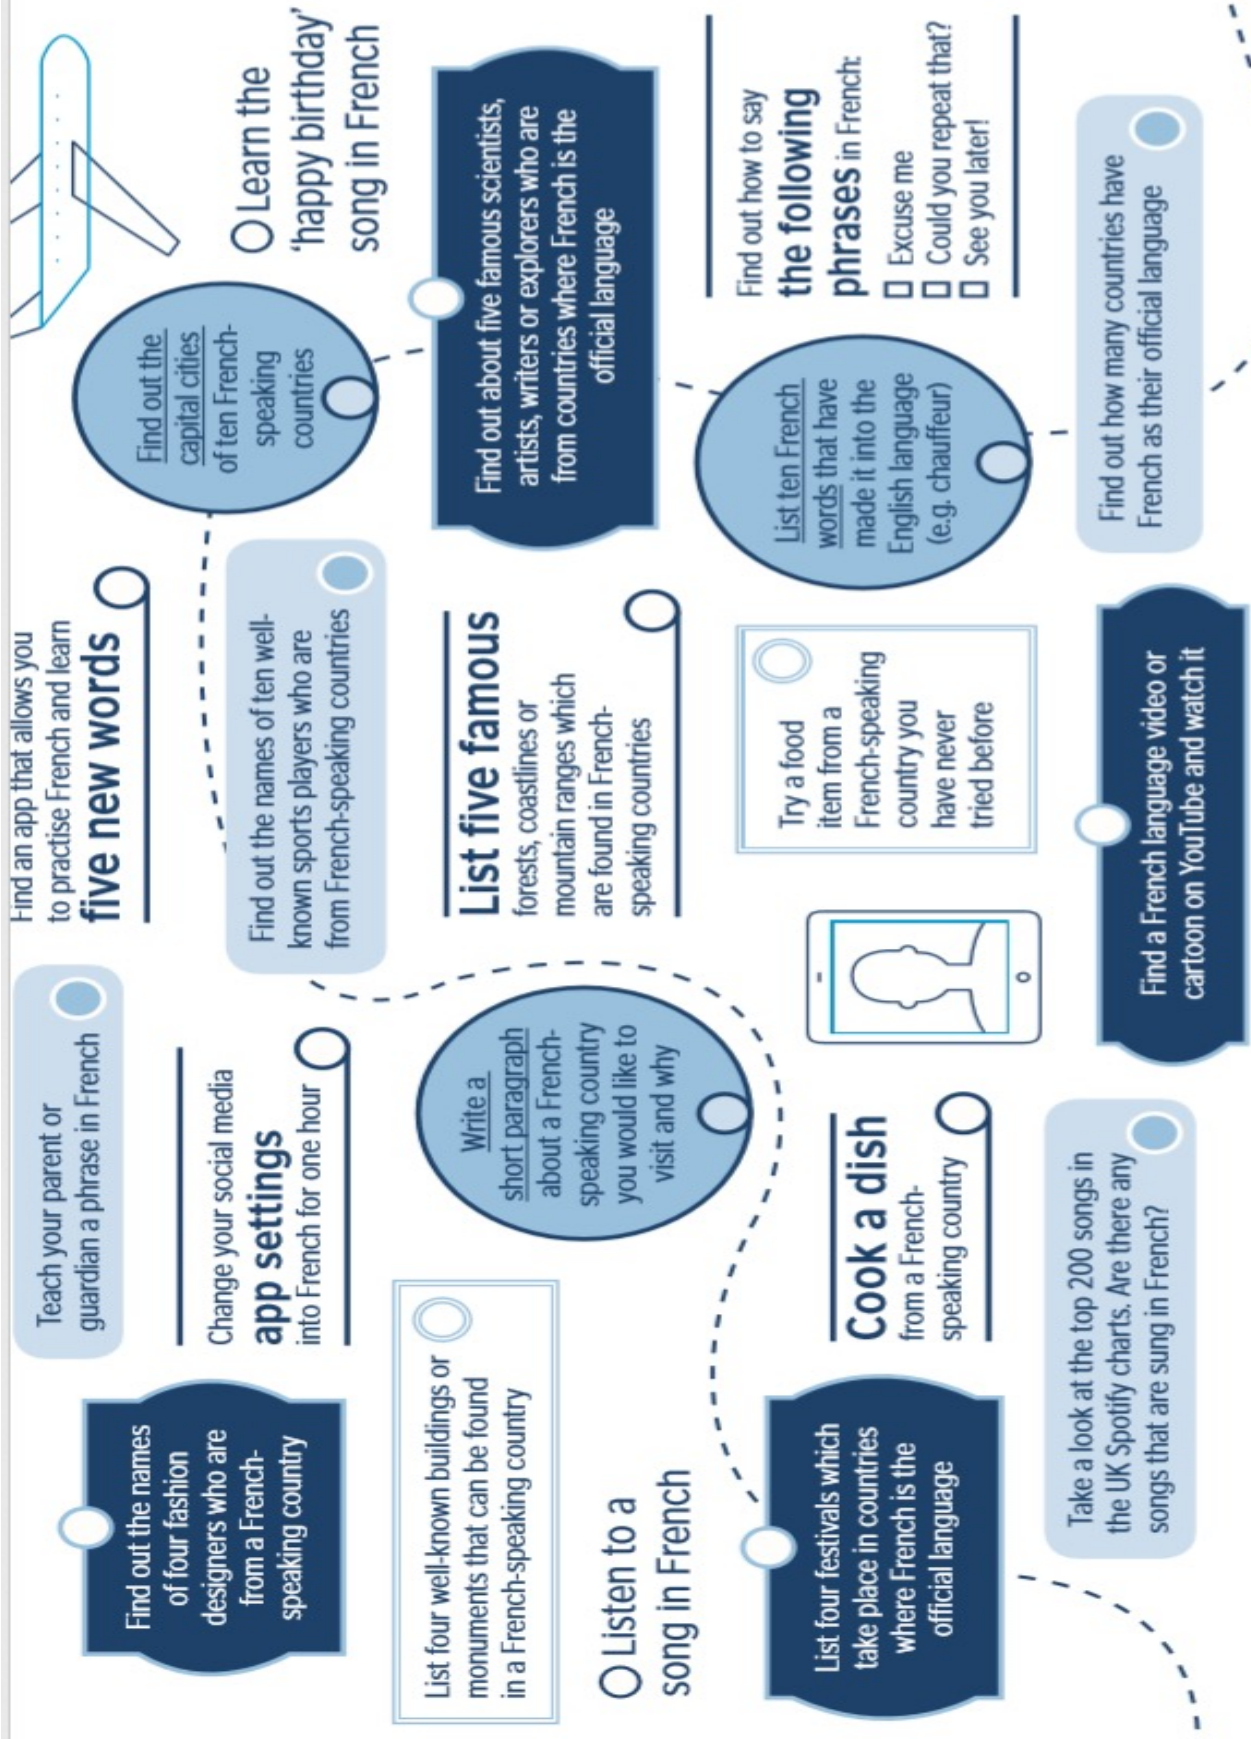 Teach your parent or
guardian a phrase in French
Find an app that allows you
to practise French and learn
five new words
Find out the names
of four fashion
designers who are
from a French-
speaking country
Change your social media
app settings
into French for one hour
Find out the capital cities
of ten French-
speaking
countries
Learn the
'happy birthday'
song in French
Find out the names of ten well-
known sports players who are
from French-speaking countries
List four well-known buildings or
monuments that can be found
in a French-speaking country
Write a
short paragraph
about a French-
speaking country
you would like to
visit and why
List five famous
forests, coastlines or
mountain ranges which
are found in French-
speaking countries
Find out about five famous scientists,
artists, writers or explorers who are
from countries where French is the
official language
Listen to a
song in French
List four festivals which
take place in countries
where French is the
official language
Cook a dish
from a French-
speaking country
Try a food
item from a
French-speaking
country you
have never
tried before
List ten French
words that have
made it into the
English language
(e.g. chauffeur)
Find out how to say
the following
phrases in French:
Excuse me
Could you repeat that?
See you later!
Take a look at the top 200 songs in
the UK Spotify charts. Are there any
songs that are sung in French?
Find a French language video or
cartoon on YouTube and watch it
Find out how many countries have
French as their official language